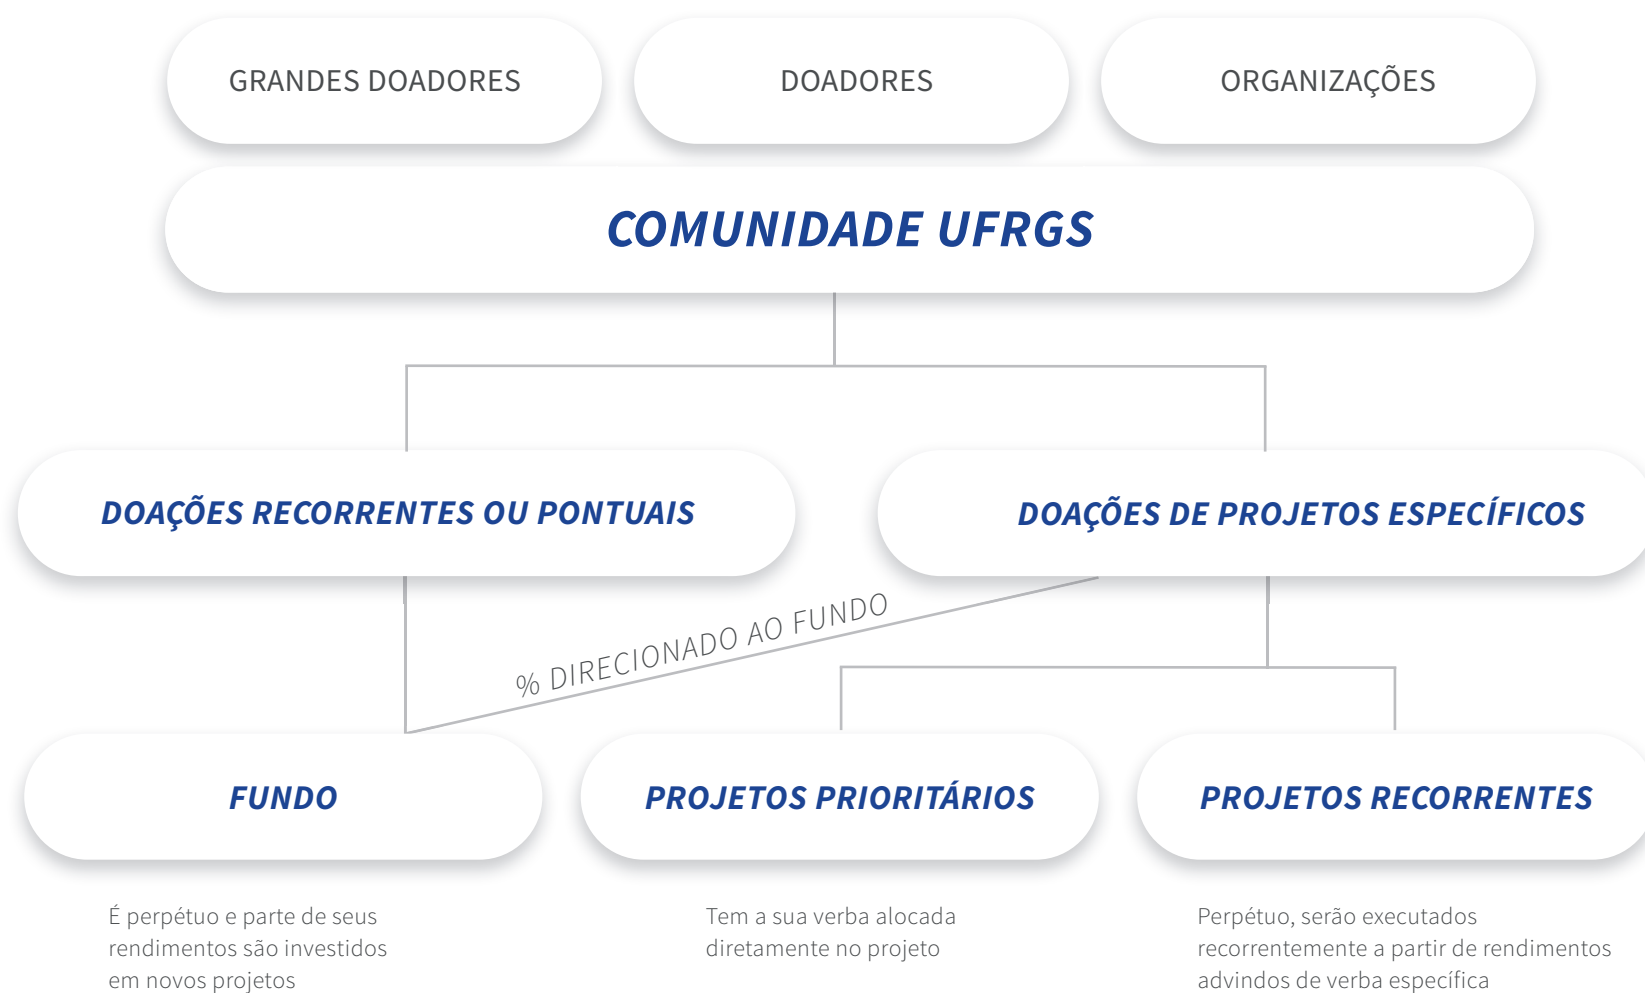 GRANDES DOADORES
DOADORES
ORGANIZAÇÕES
COMUNIDADE UFRGS
DOAÇÕES RECORRENTES OU PONTUAIS
DOAÇÕES DE PROJETOS ESPECÍFICOS
% DIRECIONADO AO FUNDO
FUNDO
PROJETOS PRIORITÁRIOS
PROJETOS RECORRENTES
É perpétuo e parte de seus
rendimentos são investidos
em novos projetos
Tem a sua verba alocada
diretamente no projeto
Perpétuo, serão executados
recorrentemente a partir de rendimentos
advindos de verba específica